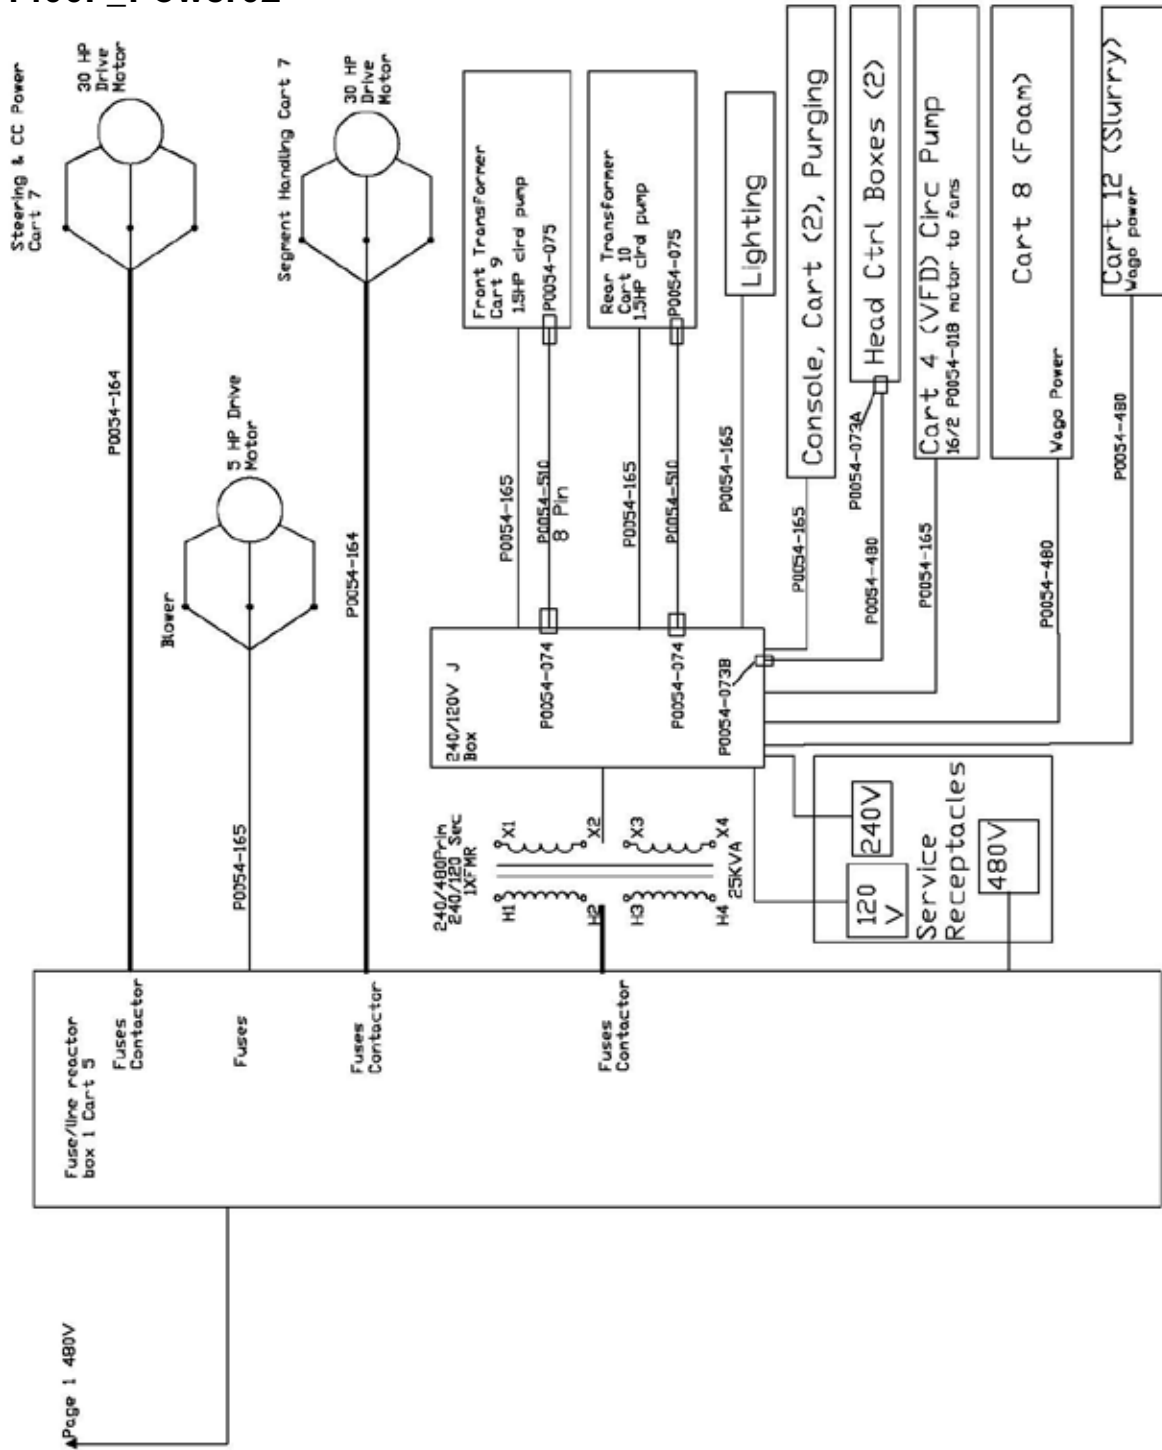 Page 1 480V
Fuse/line reactor
box 1 Cart 5
Fuses
Contactor
Fuses
Fuses
Contactor
Fuses
Contactor
P0054-164
Steering & CC Power
Cart 7
30 HP
Drive
Motor
P0054-165
Blower
5 HP Drive
Motor
P0054-164
Segment Handling Cart 7
30 HP
Drive
Motor
240/480Prim
240/120 Sec
1XFMR
H1
H2
H3
H4
X1
X2
X3
X4
25KVA
240/120V J
Box
P0054-074
P0054-074
P0054-073B
P0054-165
P0054-510
8 Pin
P0054-165
P0054-510
P0054-165
P0054-165
P0054-480
P0054-073A
P0054-165
P0054-480
P0054-480
Front Transformer
Cart 9
1.5HP clrd pump
P0054-075
Rear Transformer
Cart 10
1.5HP clrd pump
P0054-075
Lighting
Console, Cart (2), Purging
Head Ctrl Boxes (2)
Cart 4 (VFD) Circ Pump
16/2 P0054-018 motor to fans
Cart 8 (Foam)
Wago Power
Cart 12 (Slurry)
Wago power
120
V
240V
Service
Receptacles
480V